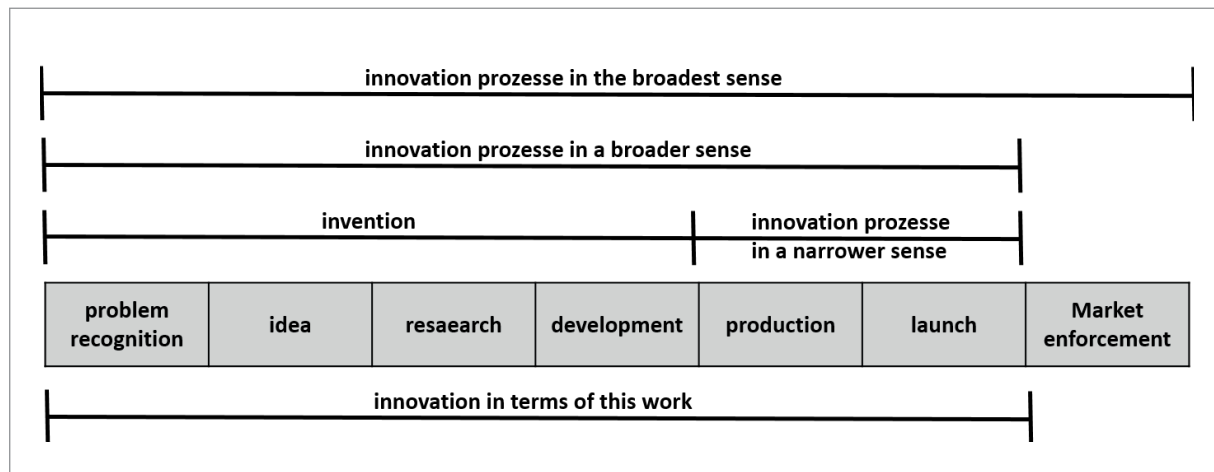 innovation prozesse in the broadest sense
innovation prozesse in a broader sense
invention
innovation prozesse
in a narrower sense
problem
recognition
idea
resaearch
development
production
launch
Market
enforcement
innovation in terms of this work